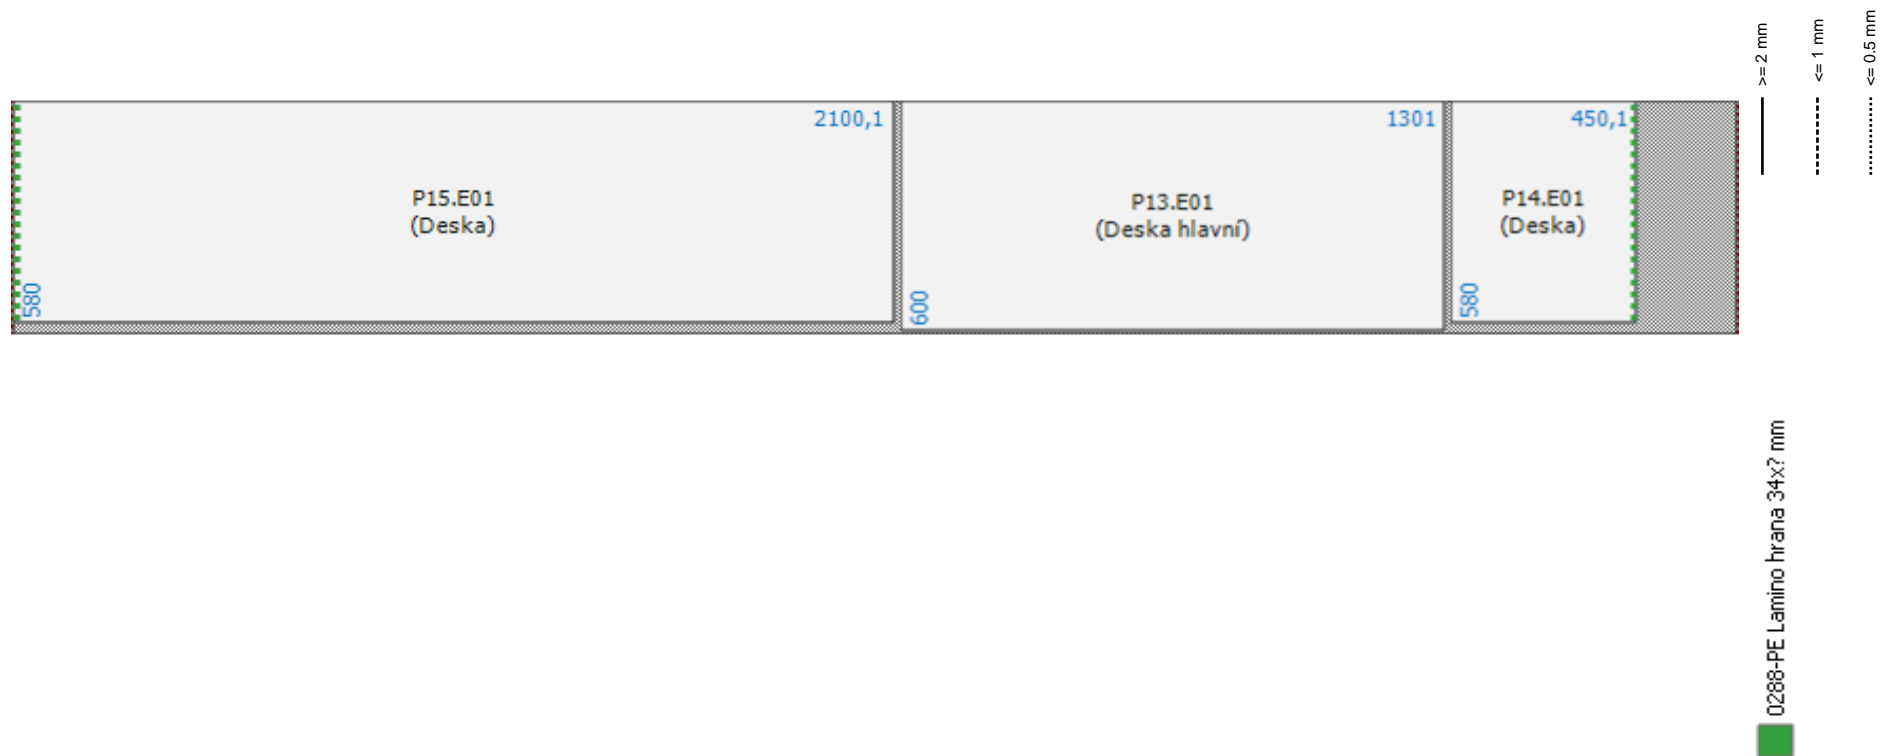 2100,1
P15.E01
(Deska)
580
1301
P13.E01
(Deska hlavní)
600
450,1
P14.E01
(Deska)
580
>= 2 mm
<= 1 mm
<= 0.5 mm
0288-PE Lamino hrana 34x? mm